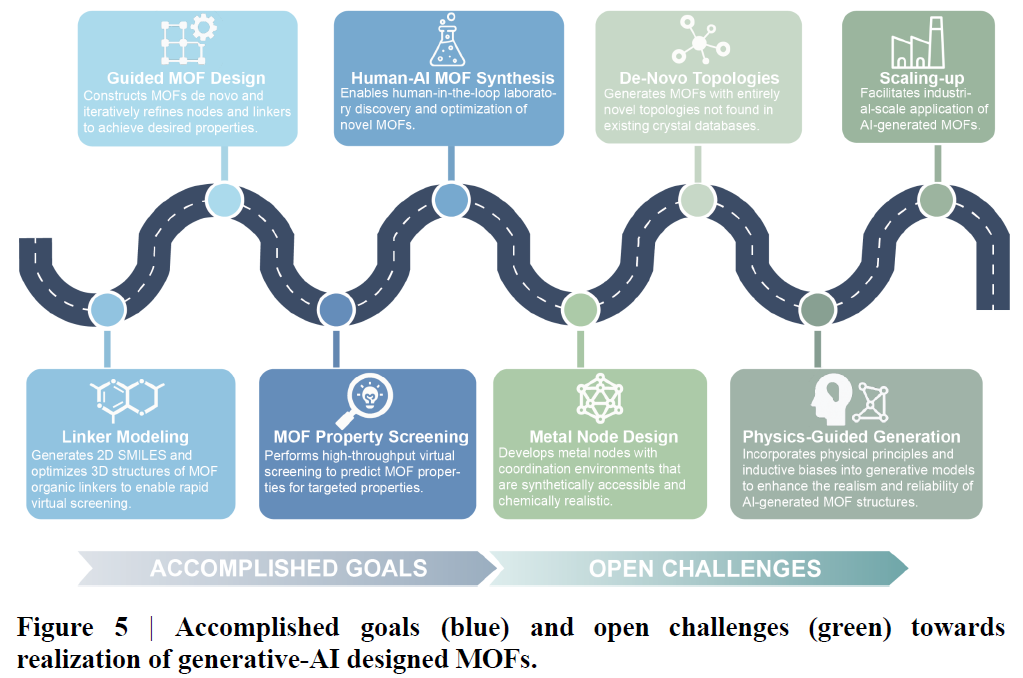 Guided MOF Design
Constructs MOFs de novo and
iteratively refines nodes and linkers
to achieve desired properties.
Human-AI MOF Synthesis
Enables human-in-the-loop laborato-
ry discovery and optimization of
novel MOFs.
De-Novo Topologies
Generates MOFs with entirely
novel topologies not found in
existing crystal databases.
Scaling-up
Facilitates industri-
al-scale application of
AI-generated MOFs.
Linker Modeling
Generates 2D SMILES and
optimizes 3D structures of MOF
organic linkers to enable rapid
virtual screening.
MOF Property Screening
Performs high-throughput virtual
screening to predict MOF proper-
ties for targeted properties.
Metal Node Design
Develops metal nodes with
coordination environments that
are synthetically accessible and
chemically realistic.
Physics-Guided Generation
Incorporates physical principles and
inductive biases into generative models
to enhance the realism and reliability of
AI-generated MOF structures.
ACCOMPLISHED GOALS
OPEN CHALLENGES
Figure 5 | Accomplished goals (blue) and open challenges (green) towards
realization of generative-AI designed MOFs.